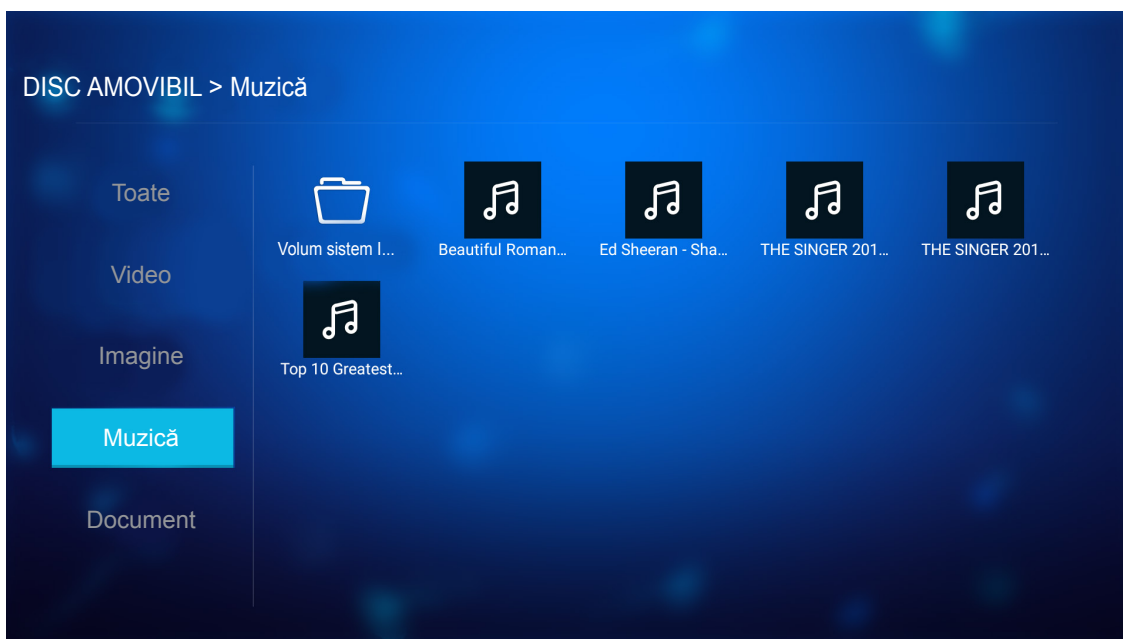 DISC AMOVIBIL > Muzică
Toate
Video
Imagine
Muzică
Document
Volum sistem I...
Beautiful Roman...
Ed Sheeran - Sha...
THE SINGER 201...
THE SINGER 201...
Top 10 Greatest...